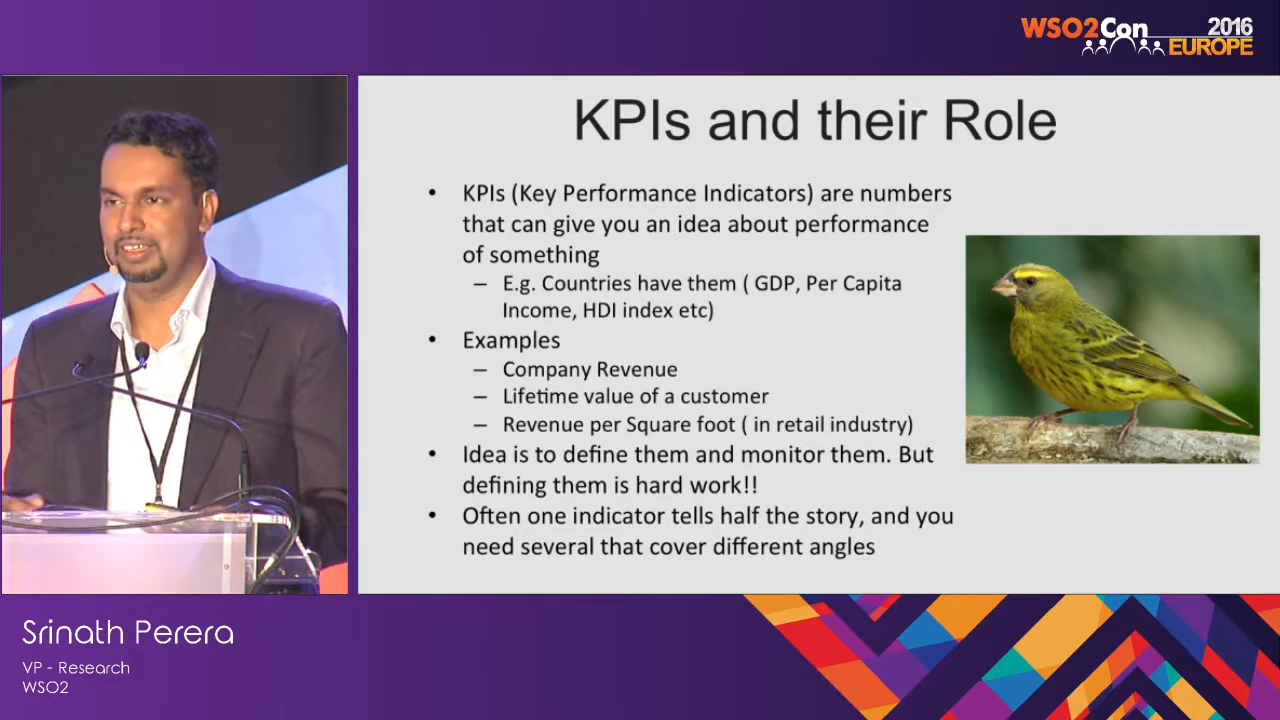 WSO2Con 2016
EUROPE
KPIs and their Role
• KPIs (Key Performance Indicators) are numbers
that can give you an idea about performance
of something
– E.g. Countries have them ( GDP, Per Capita
Income, HDI index etc)
• Examples
– Company Revenue
– Lifetime value of a customer
– Revenue per Square foot ( in retail industry)
• Idea is to define them and monitor them. But
defining them is hard work!!
• Often one indicator tells half the story, and you
need several that cover different angles
Srinath Perera
VP - Research
WSO2